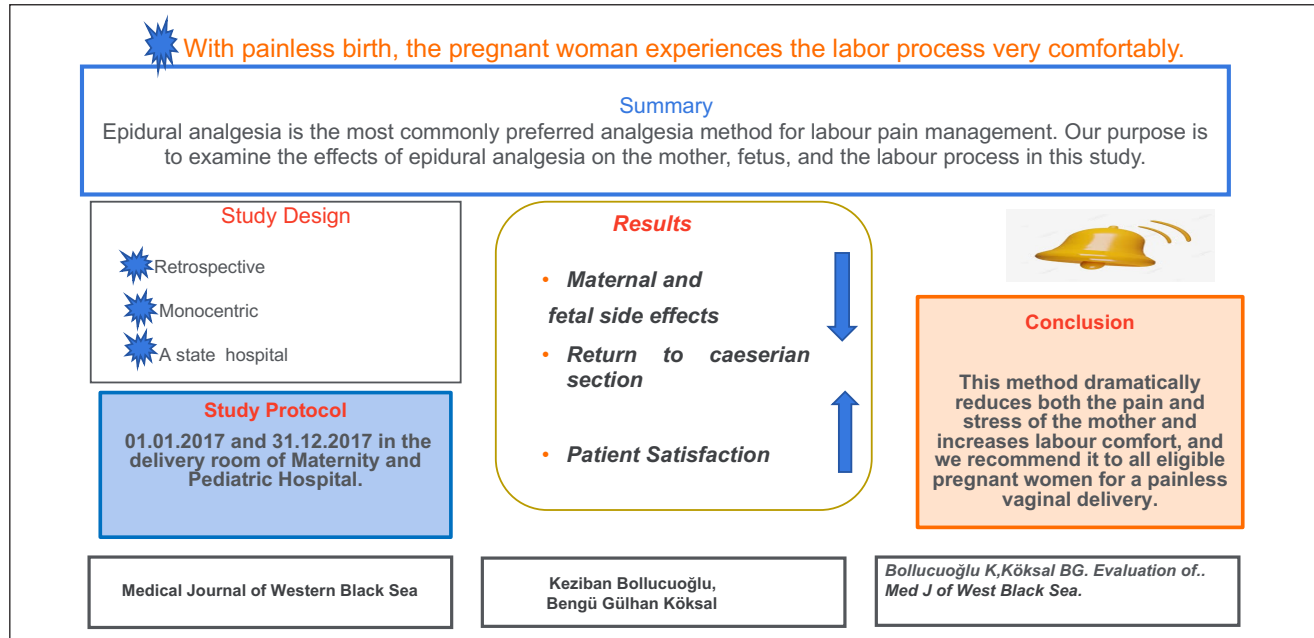 With painless birth, the pregnant woman experiences the labor process very comfortably.
Summary
Epidural analgesia is the most commonly preferred analgesia method for labour pain management. Our purpose is
to examine the effects of epidural analgesia on the mother, fetus, and the labour process in this study.
Study Design
Retrospective
Monocentric
A state hospital
Study Protocol
01.01.2017 and 31.12.2017 in the
delivery room of Maternity and
Pediatric Hospital.
Results
• Maternal and
fetal side effects
• Return to caeserian
section
• Patient Satisfaction
Conclusion
This method dramatically
reduces both the pain and
stress of the mother and
increases labour comfort, and
we recommend it to all eligible
pregnant women for a painless
vaginal delivery.
Medical Journal of Western Black Sea
Keziban Bollucuoğlu,
Bengü Gülhan Köksal
Bollucuoğlu K,Köksal BG. Evaluation of..
Med J of West Black Sea.